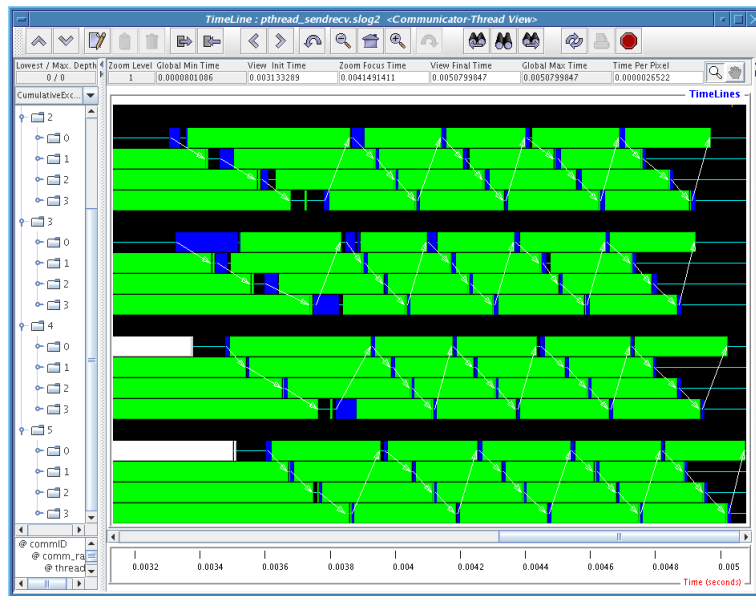 TimeLine : pthread_sendrecv.slog2 <Communicator-Thread View>
Lowest / Max. Depth Zoom Level Global Min Time View Init Time Zoom Focus Time View Final Time Global Max Time Time Per Pixel
0 / 0 1 0.0000801086 0.003133289 0.0041491411 0.0050799847 0.0050799847 0.0000026522
CumulativeExc... TimeLines
2
0
1
2
3
3
0
1
2
3
4
0
1
2
3
5
0
1
2
3
@ commID
@ comm_ra
@ thread
0.0032 0.0034 0.0036 0.0038 0.004 0.0042 0.0044 0.0046 0.0048 0.005
Time (seconds)